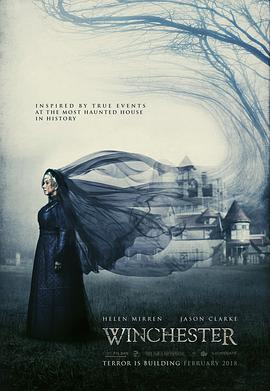 INSPIRED BY TRUE EVENTS
AT THE MOST HAUNTED HOUSE
IN HISTORY
HELEN MIRREN JASON CLARKE
WINCHESTER
TERROR IS BUILDING FEBRUARY 2018